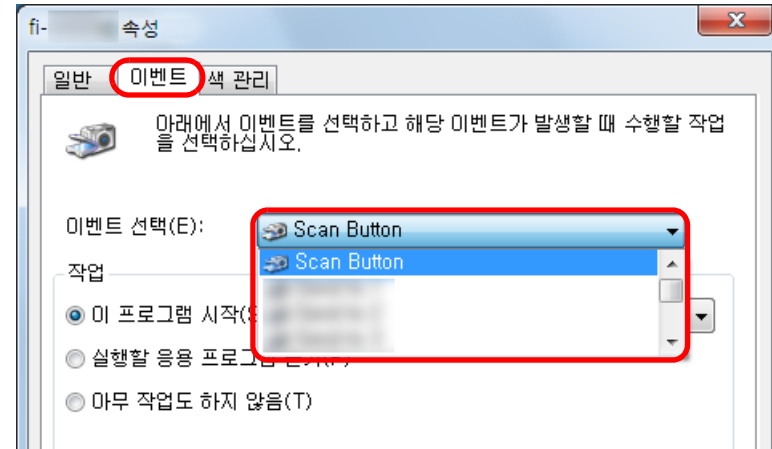 fi- 속성
일반 이벤트 색 관리
아래에서 이벤트를 선택하고 해당 이벤트가 발생할 때 수행할 작업
을 선택하십시오.
이벤트 선택(E): Scan Button
Scan Button
작업
이 프로그램 시작(S
실행할 응용 프로그램
아무 작업도 하지 않음(T)